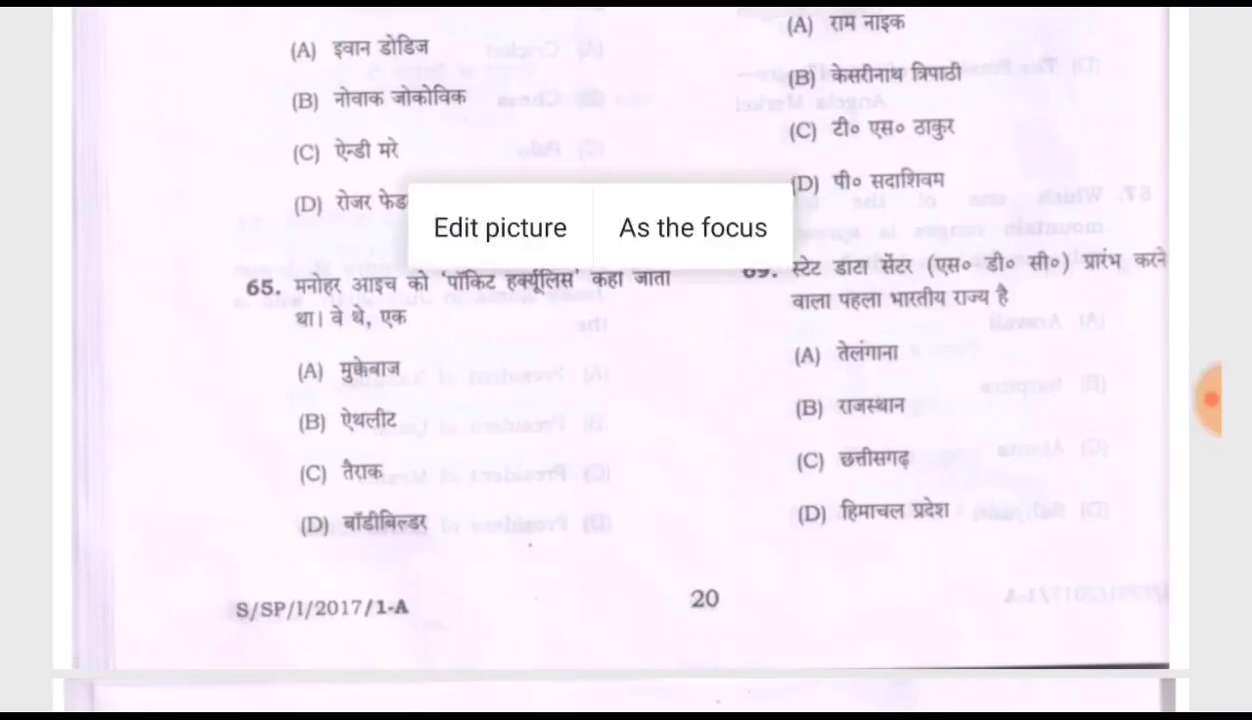 (A) इवान डोडिज
(B) नोवाक जोकोविक
(C) ऐन्डी मरे
(D) रोजर फेड
65. मनोहर आइच को 'पॉकिट हर्क्यूलिस' कहा जाता
था। वे थे, एक
(A) मुक्केबाज
(B) ऐथलीट
(C) तैराक
(D) बॉडीबिल्डर
S/SP/I/2017/1-A
(A) राम नाइक
(B) केसरीनाथ त्रिपाठी
(C) टी० एस० ठाकुर
(D) पी० सदाशिवम
69. स्टेट डाटा सेंटर (एस० डी० सी०) प्रारंभ करने
वाला पहला भारतीय राज्य है
(A) तेलंगाना
(B) राजस्थान
(C) छत्तीसगढ़
(D) हिमाचल प्रदेश
20
Edit picture
As the focus